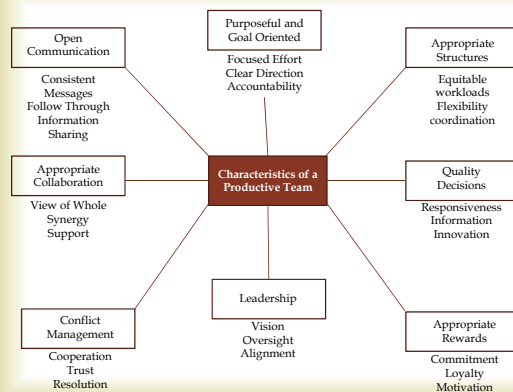 Open
Communication
Consistent
Messages
Follow Through
Information
Sharing
Purposeful and
Goal Oriented
Focused Effort
Clear Direction
Accountability
Appropriate
Structures
Equitable
workloads
Flexibility
coordination
Appropriate
Collaboration
View of Whole
Synergy
Support
Characteristics of a
Productive Team
Quality
Decisions
Responsiveness
Information
Innovation
Conflict
Management
Cooperation
Trust
Resolution
Leadership
Vision
Oversight
Alignment
Appropriate
Rewards
Commitment
Loyalty
Motivation